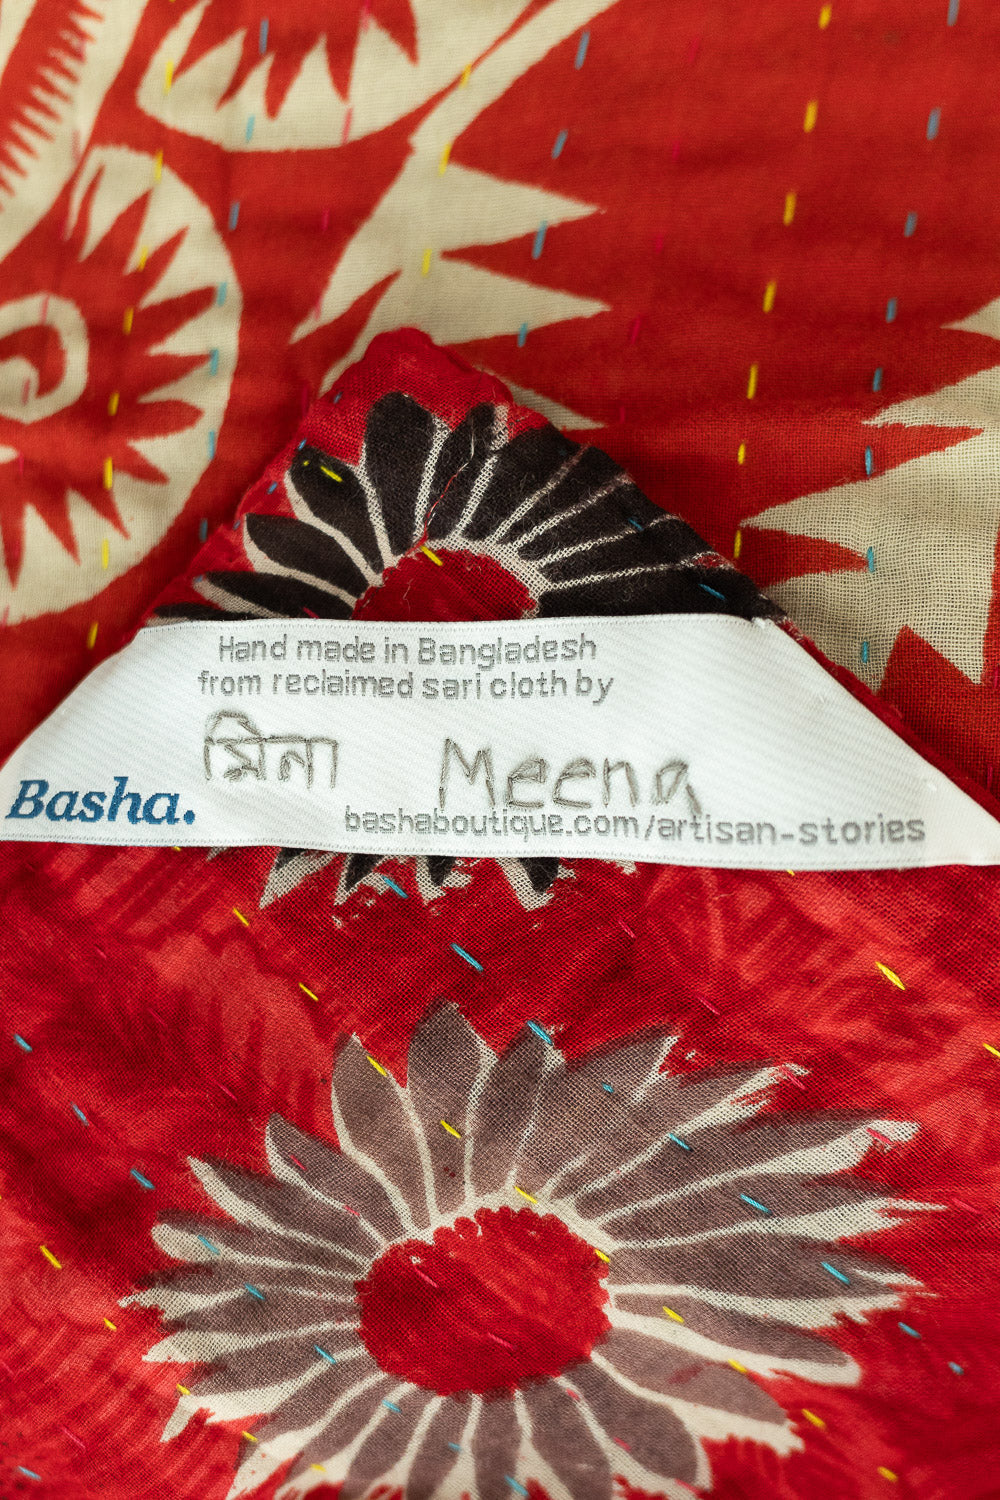 Hand made in Bangladesh
from reclaimed sari cloth by
মিনা Meena
Basha.
bashaboutique.com/artisan-stories